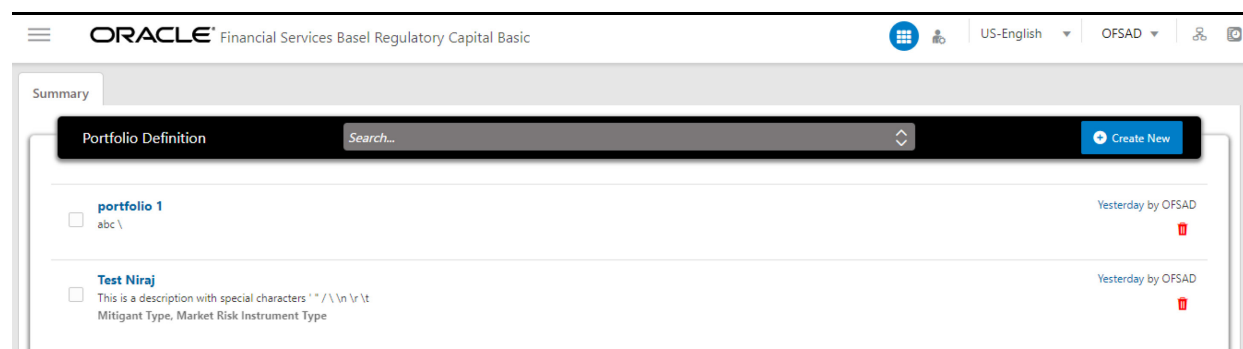 ORACLE® Financial Services Basel Regulatory Capital Basic
US-English
OFSAD
Summary
Portfolio Definition
Search...
Create New
portfolio 1
Yesterday by OFSAD
abc \
Test Niraj
Yesterday by OFSAD
This is a description with special characters ' " / \ \n \r \t
Mitigant Type, Market Risk Instrument Type